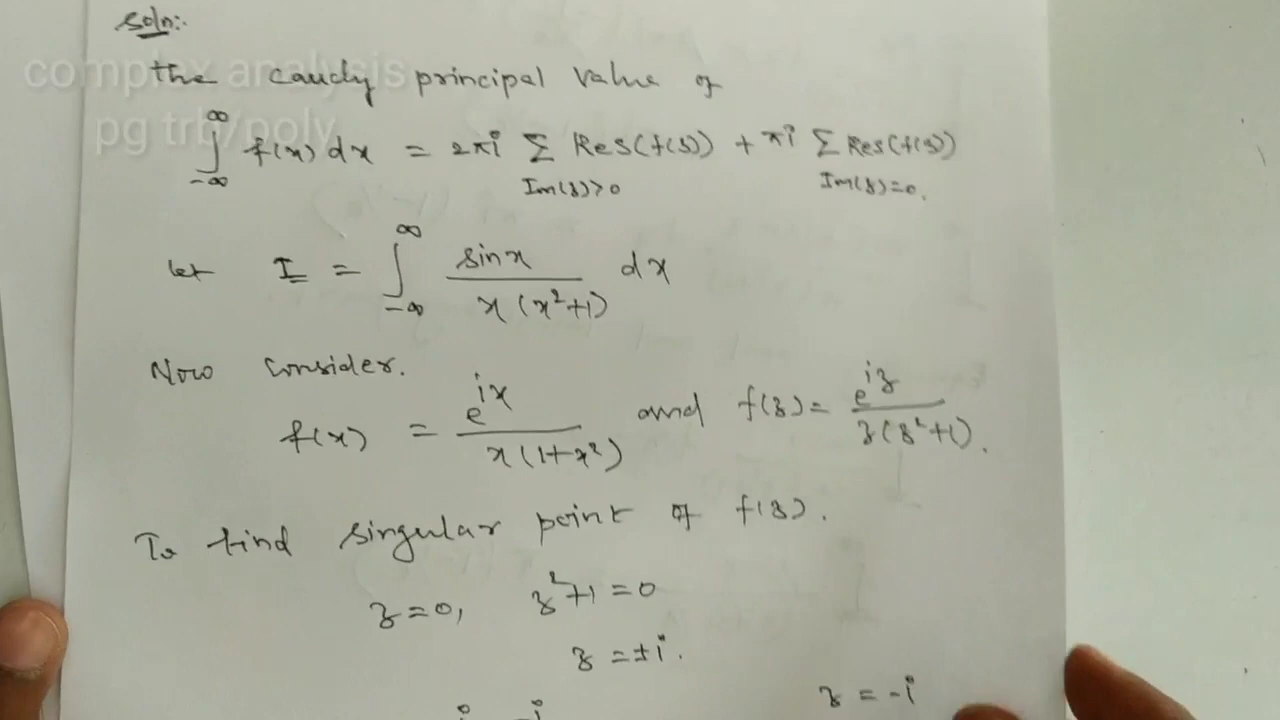 Soln:-
complex analysis
pg trb/poly
the caudy principal value of
∫_{-∞}^{∞} f(x) dx = 2πi Σ_{Im(z)>0} Res(f(z)) + πi Σ_{Im(z)=0.} Res(f(z))
let I = ∫_{-∞}^{∞} sinx / x(x²+1) dx
Now consider.
f(x) = e^{ix} / x(1+x²) and f(z) = e^{iz} / z(z²+1).
To find singular point of f(z).
z=0, z²+1=0
z=±i.
z = -i